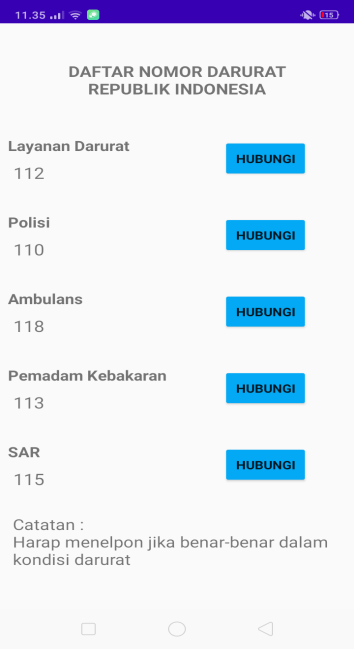 11.35
15
DAFTAR NOMOR DARURAT
REPUBLIK INDONESIA
Layanan Darurat
112
HUBUNGI
Polisi
110
HUBUNGI
Ambulans
118
HUBUNGI
Pemadam Kebakaran
113
HUBUNGI
SAR
115
HUBUNGI
Catatan :
Harap menelpon jika benar-benar dalam
kondisi darurat